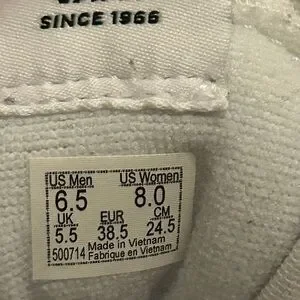 SINCE 1966
US Men US Women
6.5 8.0
UK EUR CM
5.5 38.5 24.5
500714 Made in Vietnam
Fabrique en Vietnam